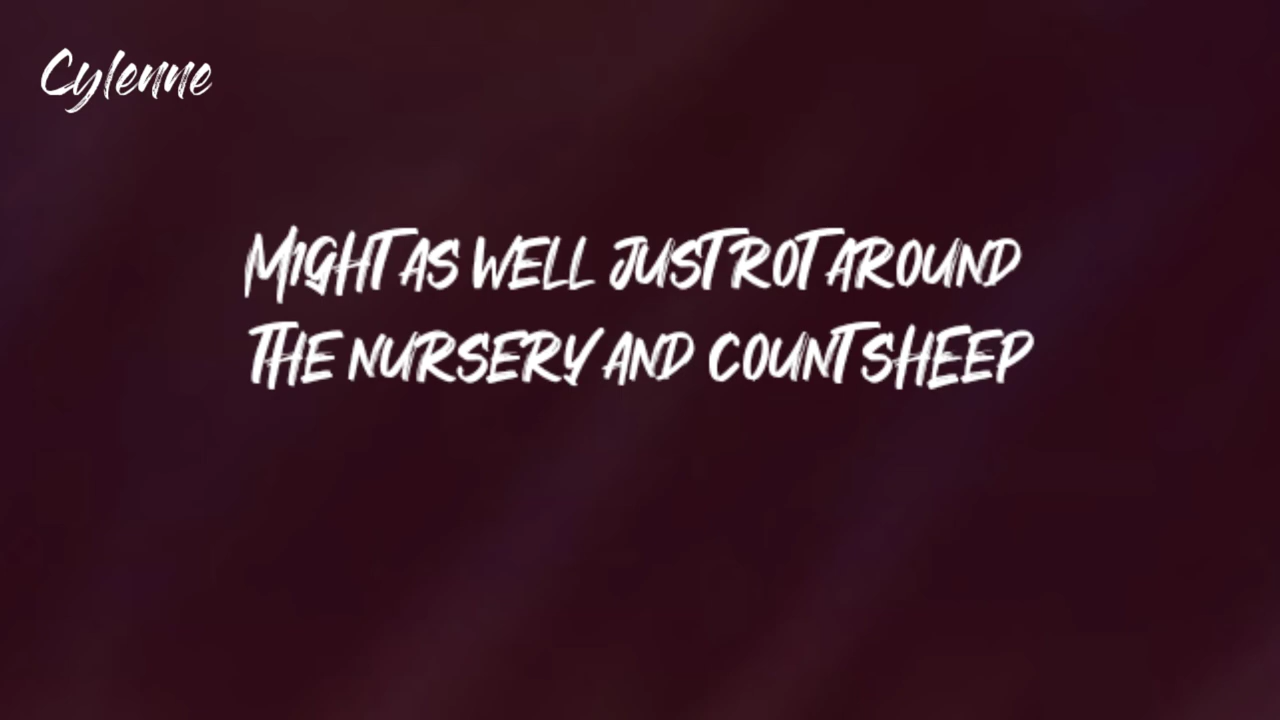 Cylenne
MIGHT AS WELL JUST ROT AROUND
THE NURSERY AND COUNT SHEEP